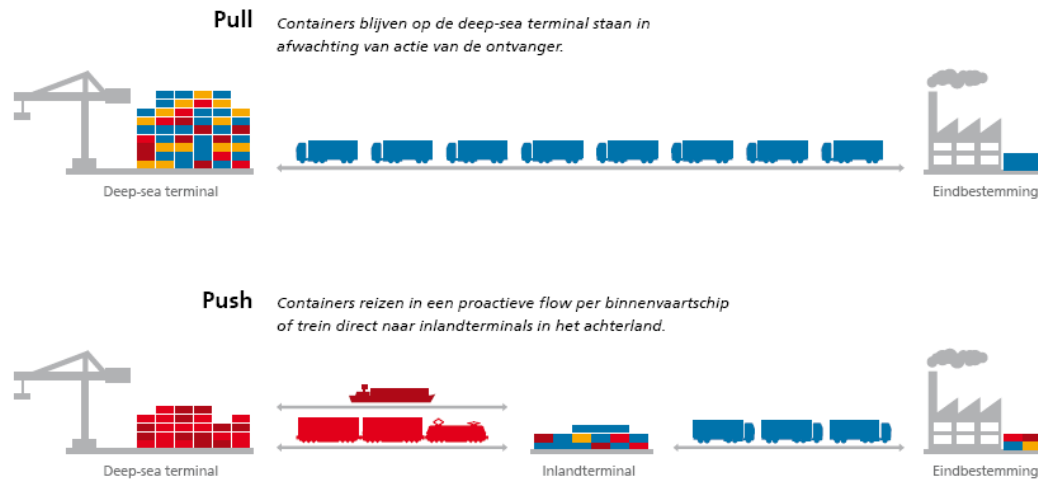 Pull
Containers blijven op de deep-sea terminal staan in
afwachting van actie van de ontvanger.
Deep-sea terminal
Eindbestemming
Push
Containers reizen in een proactieve flow per binnenvaartschip
of trein direct naar inlandterminals in het achterland.
Deep-sea terminal
Inlandterminal
Eindbestemming